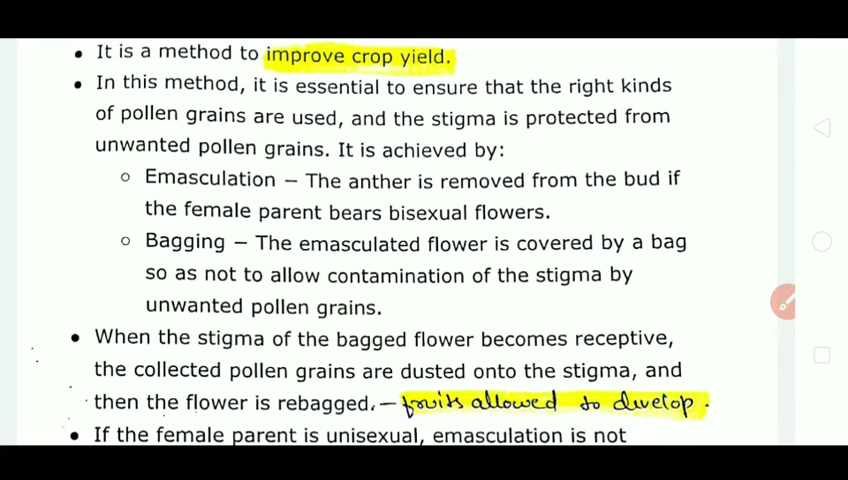 • It is a method to improve crop yield.
• In this method, it is essential to ensure that the right kinds
of pollen grains are used, and the stigma is protected from
unwanted pollen grains. It is achieved by:
○ Emasculation – The anther is removed from the bud if
the female parent bears bisexual flowers.
○ Bagging – The emasculated flower is covered by a bag
so as not to allow contamination of the stigma by
unwanted pollen grains.
• When the stigma of the bagged flower becomes receptive,
the collected pollen grains are dusted onto the stigma, and
then the flower is rebagged. – fruits allowed to develop.
• If the female parent is unisexual, emasculation is not